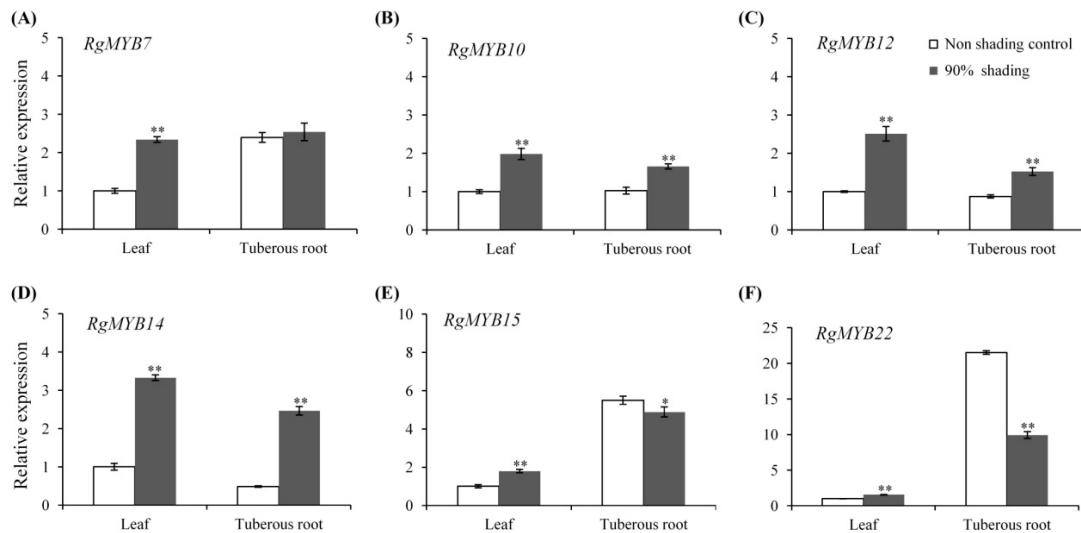 (A)
RgMYB7
Relative expression
5
4
3
2
1
0
**
Leaf
Tuberous root
(B)
RgMYB10
5
4
3
2
1
0
**
**
Leaf
Tuberous root
(C)
RgMYB12
Non shading control
90% shading
5
4
3
2
1
0
**
**
Leaf
Tuberous root
(D)
RgMYB14
Relative expression
5
4
3
2
1
0
**
**
Leaf
Tuberous root
(E)
RgMYB15
10
8
6
4
2
0
**
*
Leaf
Tuberous root
(F)
RgMYB22
25
20
15
10
5
0
**
**
Leaf
Tuberous root